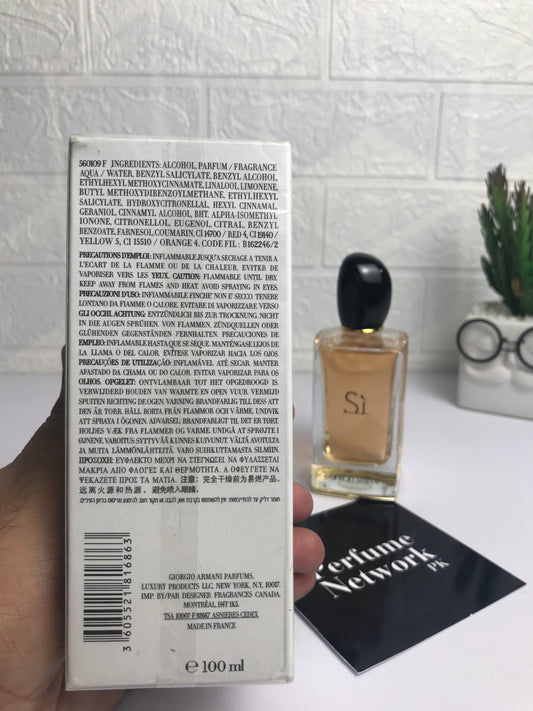 560109 F INGREDIENTS: ALCOHOL, PARFUM / FRAGRANCE
AQUA / WATER, BENZYL SALICYLATE, BENZYL ALCOHOL,
ETHYLHEXYL METHOXYCINNAMATE, LINALOOL, LIMONENE,
BUTYL METHOXYDIBENZOYLMETHANE, ETHYLHEXYL
SALICYLATE, HYDROXYCITRONELLAL, HEXYL CINNAMAL,
GERANIOL, CINNAMYL ALCOHOL, BHT, ALPHA-ISOMETHYL
IONONE, CITRONELLOL, EUGENOL, CITRAL, BENZYL
BENZOATE, FARNESOL, COUMARIN, CI 14700 / RED 4, CI 19140 /
YELLOW 5, CI 15510 / ORANGE 4. CODE FIL : B162246/2
PRECAUTIONS D'EMPLOI: INFLAMMABLE JUSQU'A SECHAGE A TENIR A
L'ECART DE LA FLAMME OU DE LA CHALEUR. EVITER DE
VAPORISER VERS LES YEUX. CAUTION: FLAMMABLE UNTIL DRY.
KEEP AWAY FROM FLAMES AND HEAT. AVOID SPRAYING IN EYES.
PRECAUZIONI D'USO: INFIAMMABILE FINCHE' NON E' SECCO. TENERE
LONTANO DA FIAMME O CALORE. EVITARE DI VAPORIZZARE VERSO
GLI OCCHI. ACHTUNG: ENTZÜNDLICH BIS ZUR TROCKNUNG. NICHT
IN DIE AUGEN SPRÜHEN. VON FLAMMEN, ZÜNDQUELLEN ODER
GLÜHENDEN GEGENSTÄNDEN FERNHALTEN. PRECAUCIONES DE
EMPLEO: INFLAMABLE HASTA QUE SE SEQUE. MANTÉNGASE LEJOS DE
LA LLAMA O DEL CALOR. EVÍTESE VAPORIZAR HACIA LOS OJOS.
PRECAUÇÕES DE UTILIZAÇÃO: INFLAMÁVEL ATÉ SECAR. MANTER
AFASTADO DA CHAMA OU DO CALOR. EVITAR VAPORIZAR PARA OS
OLHOS. OPGELET: ONTVLAMBAAR TOT HET OPGEDROOGD IS.
VERWIJDERD HOUDEN VAN WARMTE EN OPEN VUUR. VERMIJD
SPUITEN RICHTING DE OGEN. VARNING: BRANDFARLIGT TILL DESS ATT
DEN ÄR TORR. HÅLL BORTA FRÅN FLAMMOR OCH VÄRME. UNDVIK
ATT SPRAYA I ÖGONEN. ADVARSEL: BRANDFARLIG TIL DET ER TØRT.
HOLDES VÆK FRA FLAMMER OG VARME. UNDGÅ AT SPRØJTE I
ØJNENE. VAROITUS: SYTTYVÄÄ KUNNES KUIVUNUT. VÄLTÄ AVOTULTA
JA MUITA LÄMMÖNLÄHTEITÄ. VARO SUIHKUTTAMASTA SILMIIN.
ΠΡΟΣΟΧΗ: ΕΥΦΛΕΚΤΟ ΜΕΧΡΙ ΝΑ ΣΤΕΓΝΩΣΕΙ. ΝΑ ΦΥΛΑΣΣΕΤΑΙ
ΜΑΚΡΙΑ ΑΠΟ ΦΛΟΓΕΣ ΚΑΙ ΘΕΡΜΟΤΗΤΑ. ΑΠΟΦΕΥΓΕΤΕ ΝΑ
ΨΕΚΑΖΕΤΕ ΠΡΟΣ ΤΑ ΜΑΤΙΑ. 注意：完全干燥前为易燃产品。
远离火源和热源。避免喷入眼睛。
3 605521 816863
GIORGIO ARMANI PARFUMS,
LUXURY PRODUCTS LLC, NEW YORK, N.Y. 10017.
IMP. BY/PAR DESIGNER FRAGRANCES CANADA,
MONTRÉAL H4T 1K5.
TSA 10007 F 92667 ASNIERES CEDEX
MADE IN FRANCE
℮ 100 ml
Sì
Perfume
Network
PK